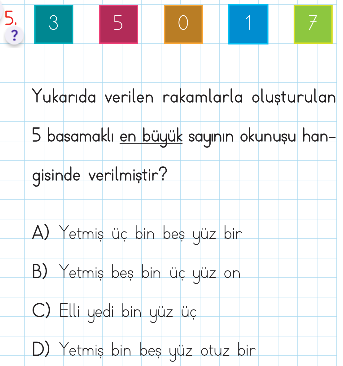 5. 3 5 0 1 7
?
Yukarıda verilen rakamlarla oluşturulan
5 basamaklı en büyük sayının okunuşu han-
gisinde verilmiştir?
A) Yetmiş üç bin beş yüz bir
B) Yetmiş beş bin üç yüz on
C) Elli yedi bin yüz üç
D) Yetmiş bin beş yüz otuz bir